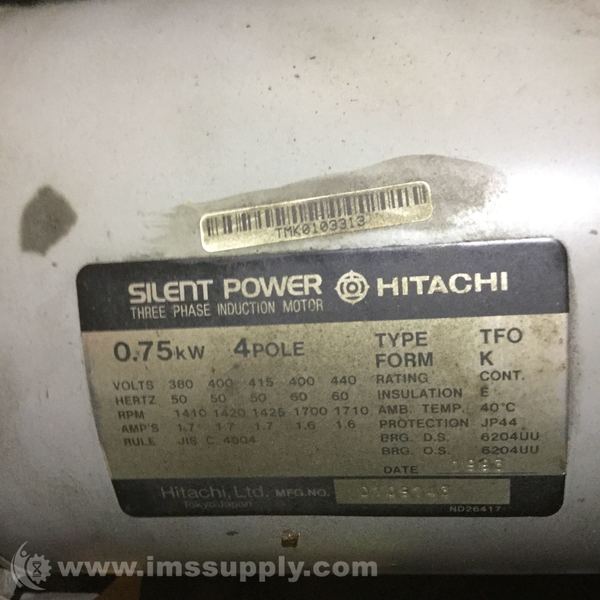 TMK0103313
SILENT POWER HITACHI
THREE PHASE INDUCTION MOTOR
0.75kW 4POLE
TYPE TFO
FORM K
VOLTS 380 400 415 400 440
HERTZ 50 50 50 60 60
RPM 1410 1420 1425 1700 1710
AMP'S 1.7 1.7 1.7 1.6 1.6
RULE JIS C 4004
RATING CONT.
INSULATION E
AMB. TEMP. 40°C
PROTECTION JP44
BRG. D.S. 6204UU
BRG. O.S. 6204UU
DATE
Hitachi, Ltd. MFG.NO.
Tokyo Japan
ND26417
www.imssupply.com